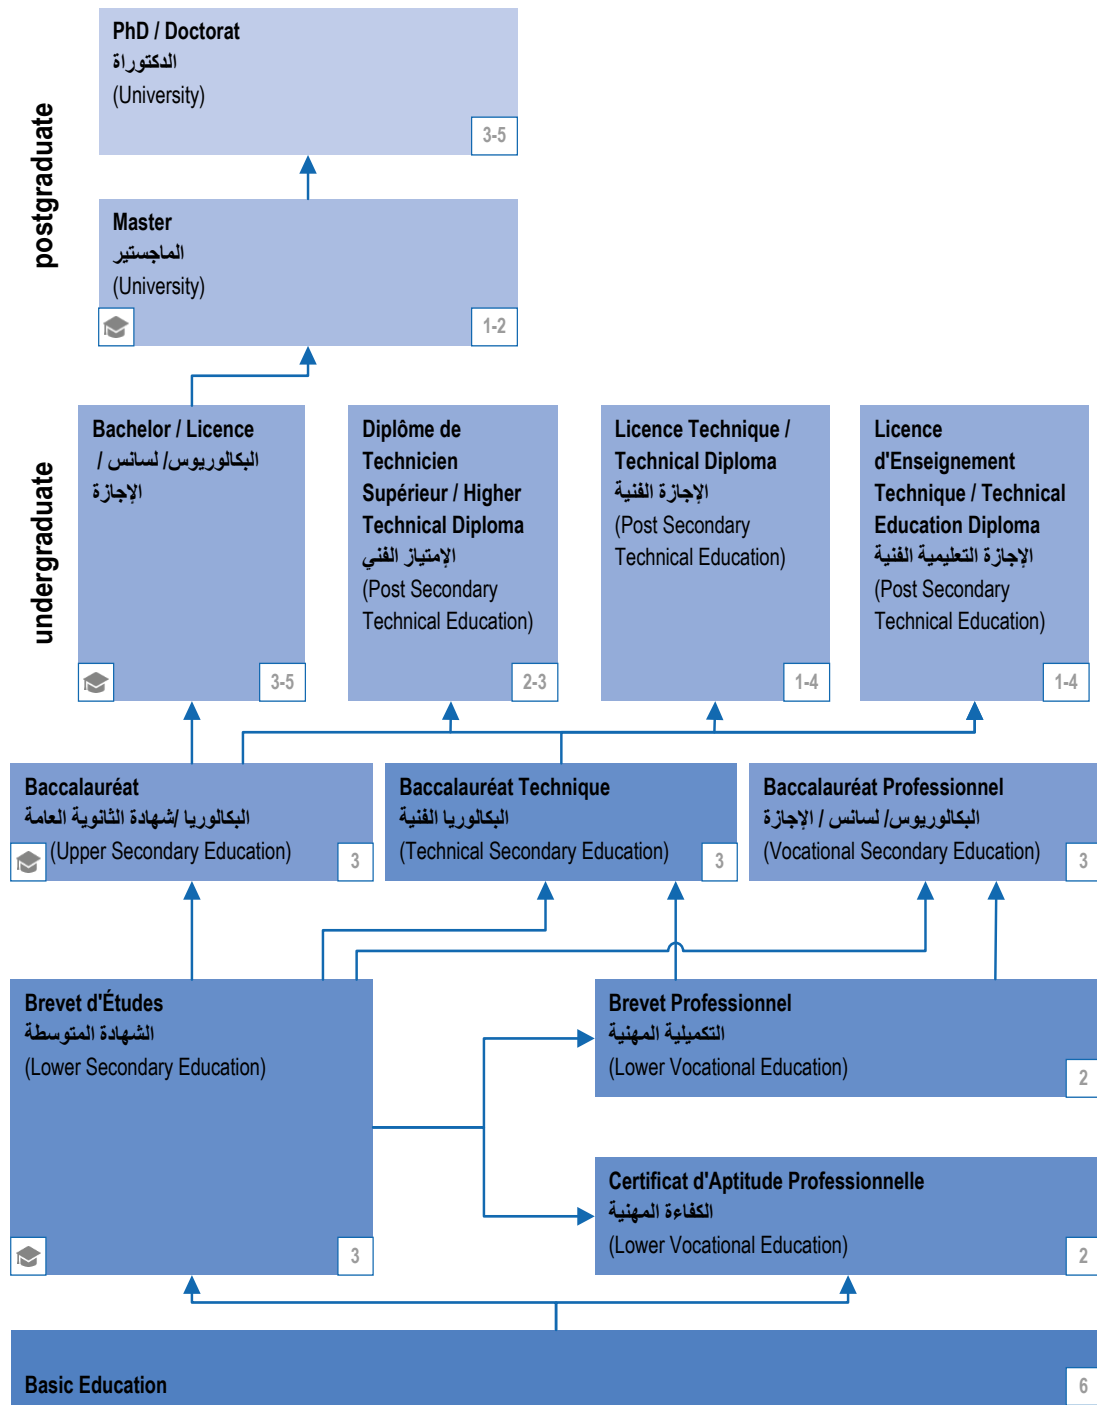 postgraduate
PhD / Doctorat
الدكتوراة
(University)
3-5
Master
الماجستير
(University)
1-2
undergraduate
Bachelor / Licence
البكالوريوس/ لسانس /
الإجازة
3-5
Diplôme de
Technicien
Supérieur / Higher
Technical Diploma
الإمتياز الفني
(Post Secondary
Technical Education)
2-3
Licence Technique /
Technical Diploma
الإجازة الفنية
(Post Secondary
Technical Education)
1-4
Licence
d'Enseignement
Technique / Technical
Education Diploma
الإجازة التعليمية الفنية
(Post Secondary
Technical Education)
1-4
Baccalauréat
البكالوريا /شهادة الثانوية العامة
(Upper Secondary Education)
3
Baccalauréat Technique
البكالوريا الفنية
(Technical Secondary Education)
3
Baccalauréat Professionnel
البكالوريوس/ لسانس / الإجازة
(Vocational Secondary Education)
3
Brevet d'Études
الشهادة المتوسطة
(Lower Secondary Education)
3
Brevet Professionnel
التكميلية المهنية
(Lower Vocational Education)
2
Certificat d'Aptitude Professionnelle
الكفاءة المهنية
(Lower Vocational Education)
2
Basic Education
6